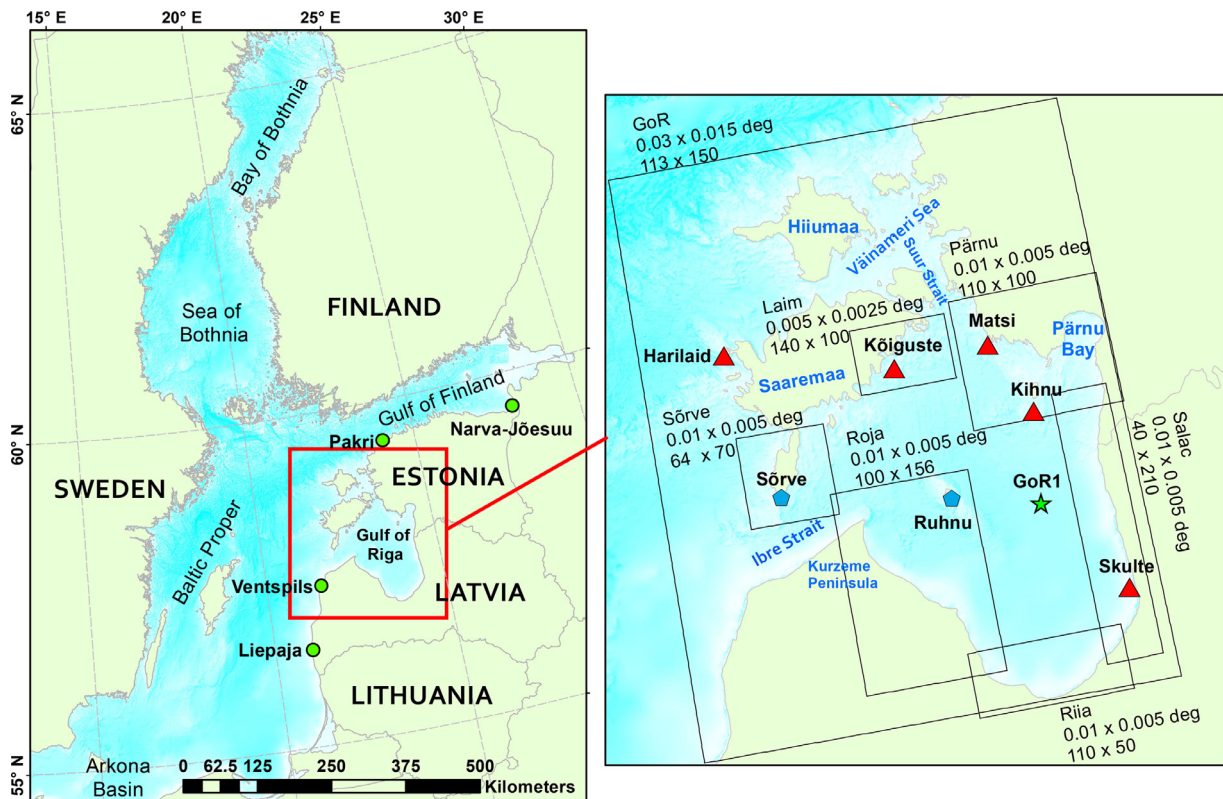 15° E
20° E
25° E
30° E
65° N
60° N
55° N
Bay of Bothnia
Sea of
Bothnia
FINLAND
Gulf of Finland
Narva-Jõesuu
Pakri
ESTONIA
SWEDEN
Baltic Proper
Gulf of
Riga
Ventspils
LATVIA
Liepaja
LITHUANIA
Arkona
Basin
0 62.5 125 250 375 500
Kilometers
GoR
0.03 x 0.015 deg
113 x 150
Hiiumaa
Väinameri Sea
Suur Strait
Pärnu
0.01 x 0.005 deg
110 x 100
Laim
0.005 x 0.0025 deg
140 x 100
Matsi
Pärnu
Bay
Harilaid
Kõiguste
Saaremaa
Kihnu
Sõrve
0.01 x 0.005 deg
64 x 70
Roja
0.01 x 0.005 deg
100 x 156
Salac
0.01 x 0.005 deg
40 x 210
Sõrve
Ruhnu
GoR1
Ibre Strait
Kurzeme
Peninsula
Skulte
Riia
0.01 x 0.005 deg
110 x 50